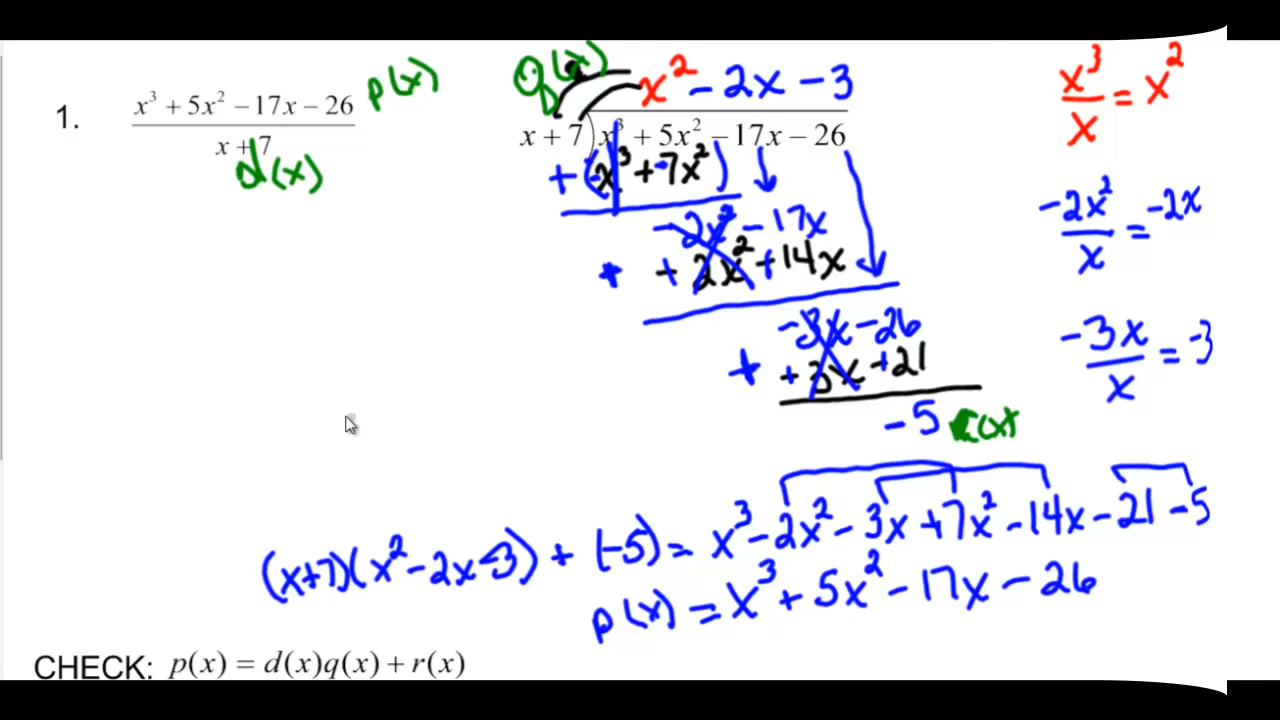 1. x³ + 5x² − 17x − 26 p(x)
x + 7
d(x)
Q(x) x² − 2x − 3
x + 7 ) x³ + 5x² − 17x − 26
+ (−x³ + −7x²)
−2x² − 17x
+ + 2x² + 14x
−3x − 26
+ + 3x + 21
−5 r(x)
x³/x = x²
−2x²/x = −2x
−3x/x = −3
(x+7)(x² − 2x − 3) + (−5) = x³ − 2x² − 3x + 7x² − 14x − 21 − 5
p(x) = x³ + 5x² − 17x − 26
CHECK: p(x) = d(x)q(x) + r(x)